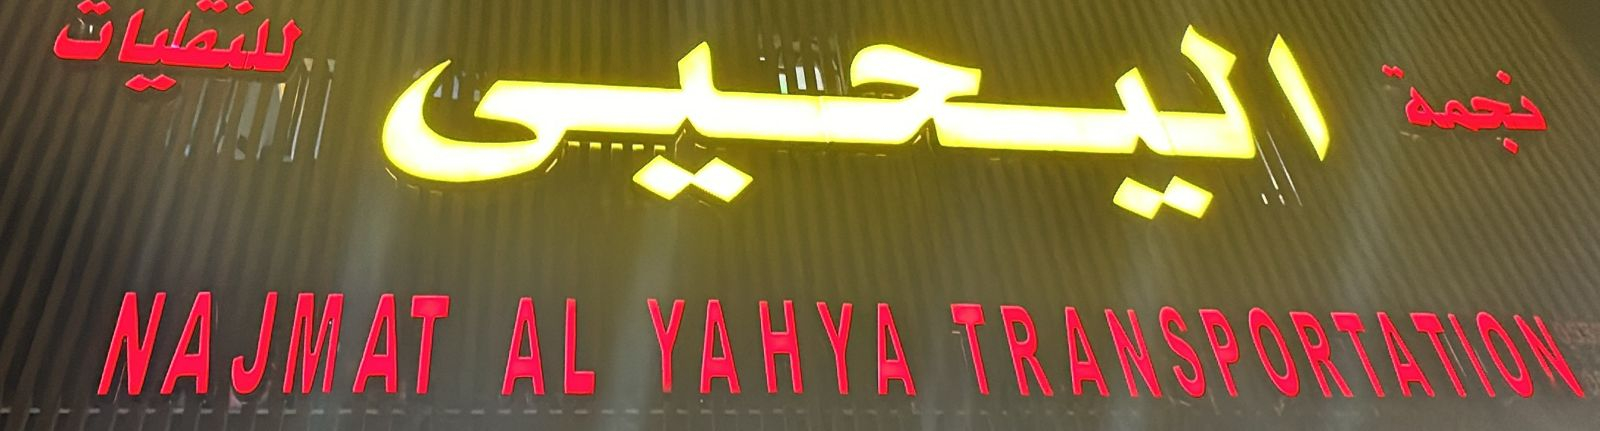 نجمة اليحيى للنقليات
NAJMAT AL YAHYA TRANSPORTATION